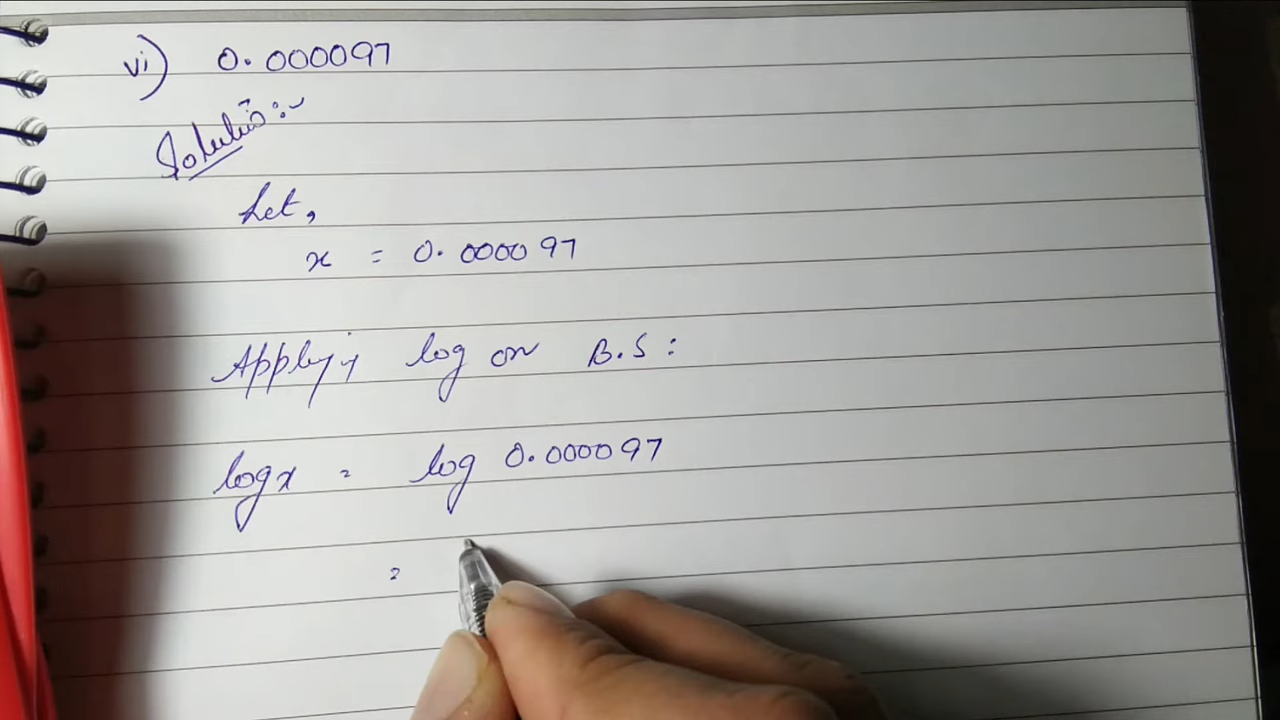 vi) 0.000097
Solution:-
Let,
x = 0.000097
Applying log on B.S:
log x = log 0.000097
=